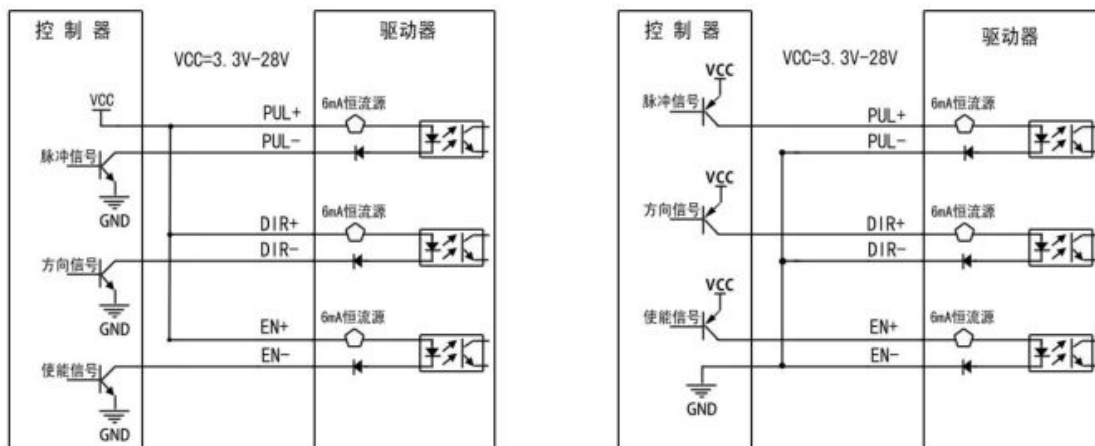 控制器
驱动器
VCC=3.3V-28V
VCC
PUL+
6mA恒流源
PUL-
脉冲信号
GND
DIR+
6mA恒流源
DIR-
方向信号
GND
EN+
6mA恒流源
EN-
使能信号
GND
控制器
驱动器
VCC=3.3V-28V
VCC
脉冲信号
PUL+
6mA恒流源
PUL-
VCC
方向信号
DIR+
6mA恒流源
DIR-
VCC
使能信号
EN+
6mA恒流源
EN-
GND